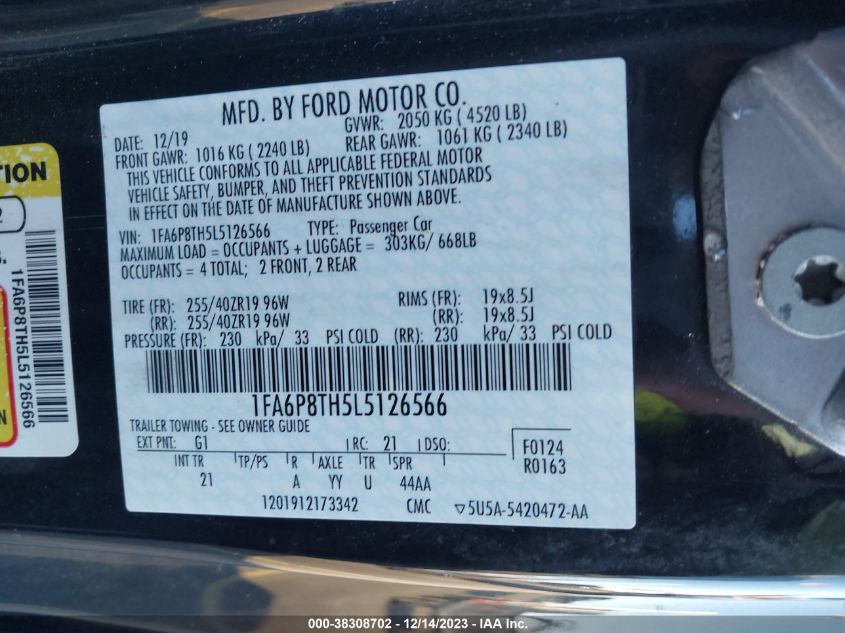 MFD. BY FORD MOTOR CO.
DATE: 12/19 GVWR: 2050 KG ( 4520 LB)
FRONT GAWR: 1016 KG ( 2240 LB) REAR GAWR: 1061 KG ( 2340 LB)
THIS VEHICLE CONFORMS TO ALL APPLICABLE FEDERAL MOTOR
VEHICLE SAFETY, BUMPER, AND THEFT PREVENTION STANDARDS
IN EFFECT ON THE DATE OF MANUFACTURE SHOWN ABOVE.
VIN: 1FA6P8TH5L5126566 TYPE: Passenger Car
MAXIMUM LOAD = OCCUPANTS + LUGGAGE = 303KG/ 668LB
OCCUPANTS = 4 TOTAL; 2 FRONT, 2 REAR
TIRE (FR): 255/40ZR19 96W RIMS (FR): 19x8.5J
(RR): 255/40ZR19 96W (RR): 19x8.5J
PRESSURE (FR): 230 kPa/ 33 PSI COLD (RR): 230 kPa/ 33 PSI COLD
1FA6P8TH5L5126566
TRAILER TOWING - SEE OWNER GUIDE
EXT PNT: G1 RC: 21 DSO: F0124
R0163
INT TR TP/PS R AXLE TR SPR
21 A YY U 44AA
1201912173342 CMC ▽5U5A-5420472-AA
TION
2
1FA6P8TH5L5126566
N
000-38308702 - 12/14/2023 - IAA Inc.